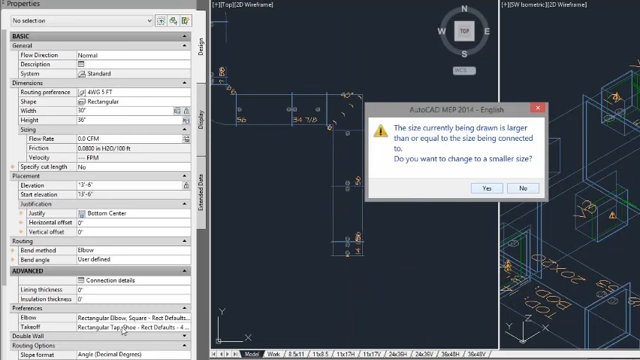 Properties
[+][Top][2D Wireframe]
[+][SW Isometric][2D Wireframe]
No selection
BASIC
General
Flow Direction Normal
Description
System Standard
Dimensions
Routing preference 4WG 5 FT
Shape Rectangular
Width 30"
Height 36"
Sizing
Flow Rate 0.0 CFM
Friction 0.0800 in H2O/100 ft
Velocity --- FPM
Specify cut length No
Placement
Elevation 13'-6"
Start elevation 13'-6"
Justification
Justify Bottom Center
Horizontal offset 0"
Vertical offset 0"
Routing
Bend method Elbow
Bend angle User defined
ADVANCED
Connection details
Lining thickness 0"
Insulation thickness 0"
Preferences
Elbow Rectangular Elbow, Square - Rect Defaults...
Takeoff Rectangular Tap, Shoe - Rect Defaults - 4 ...
Double Wall
Routing Options
Slope format Angle (Decimal Degrees)
Design
Display
Extended Data
N
W TOP E
S
WCS
56
34 7/8
56
AutoCAD MEP 2014 - English
The size currently being drawn is larger
than or equal to the size being connected
to.
Do you want to change to a smaller size?
Yes No
20X20
BOD:
Y
X
Z
X
Model Work 0.5x11 11x8.5 11x17H 11x17V 24x36H 24x36V 36x48H 36x48V